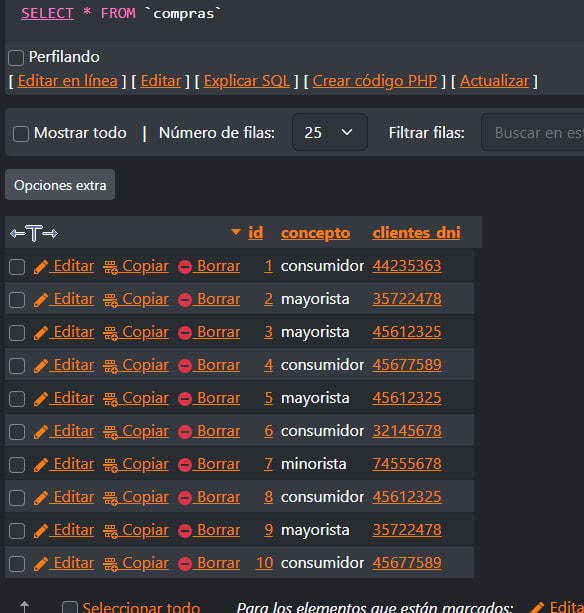 SELECT * FROM `compras`
Perfilando
[ Editar en línea ] [ Editar ] [ Explicar SQL ] [ Crear código PHP ] [ Actualizar ]
Mostrar todo | Número de filas: 25 Filtrar filas: Buscar en est
Opciones extra
id concepto clientes_dni
Editar Copiar Borrar 1 consumidor 44235363
Editar Copiar Borrar 2 mayorista 35722478
Editar Copiar Borrar 3 mayorista 45612325
Editar Copiar Borrar 4 consumidor 45677589
Editar Copiar Borrar 5 mayorista 45612325
Editar Copiar Borrar 6 consumidor 32145678
Editar Copiar Borrar 7 minorista 74555678
Editar Copiar Borrar 8 consumidor 45612325
Editar Copiar Borrar 9 mayorista 35722478
Editar Copiar Borrar 10 consumidor 45677589
Seleccionar todo Para los elementos que están marcados: Edita